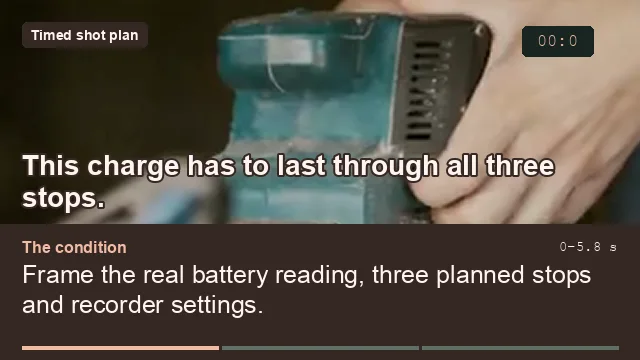 Timed shot plan
00:0
This charge has to last through all three
stops.
The condition
0–5.8 s
Frame the real battery reading, three planned stops
and recorder settings.